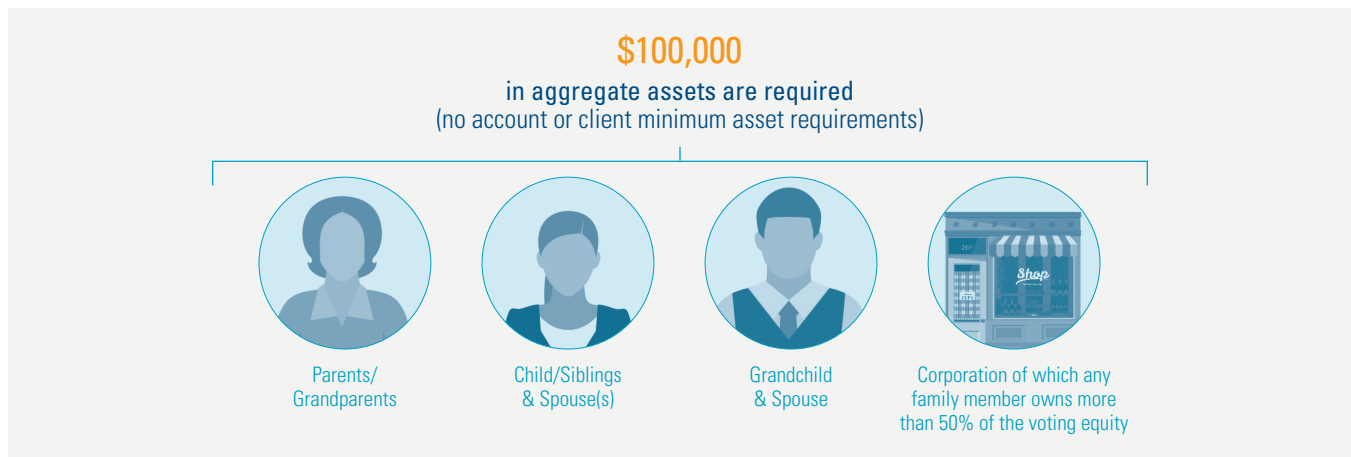 $100,000
in aggregate assets are required
(no account or client minimum asset requirements)
Shop
Parents/
Grandparents
Child/Siblings
& Spouse(s)
Grandchild
& Spouse
Corporation of which any
family member owns more
than 50% of the voting equity